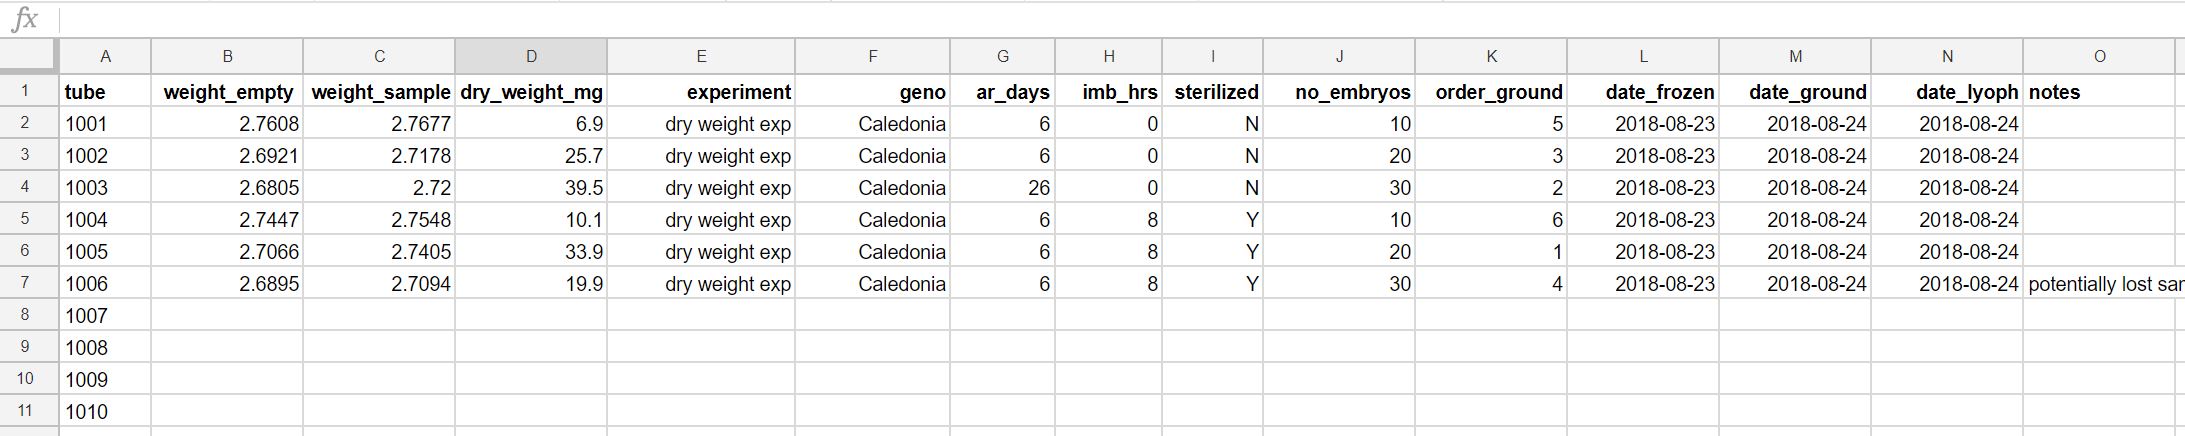 fx
A B C D E F G H I J K L M N O
1 tube weight_empty weight_sample dry_weight_mg experiment geno ar_days imb_hrs sterilized no_embryos order_ground date_frozen date_ground date_lyoph notes
2 1001 2.7608 2.7677 6.9 dry weight exp Caledonia 6 0 N 10 5 2018-08-23 2018-08-24 2018-08-24
3 1002 2.6921 2.7178 25.7 dry weight exp Caledonia 6 0 N 20 3 2018-08-23 2018-08-24 2018-08-24
4 1003 2.6805 2.72 39.5 dry weight exp Caledonia 26 0 N 30 2 2018-08-23 2018-08-24 2018-08-24
5 1004 2.7447 2.7548 10.1 dry weight exp Caledonia 6 8 Y 10 6 2018-08-23 2018-08-24 2018-08-24
6 1005 2.7066 2.7405 33.9 dry weight exp Caledonia 6 8 Y 20 1 2018-08-23 2018-08-24 2018-08-24
7 1006 2.6895 2.7094 19.9 dry weight exp Caledonia 6 8 Y 30 4 2018-08-23 2018-08-24 2018-08-24 potentially lost
8 1007
9 1008
10 1009
11 1010